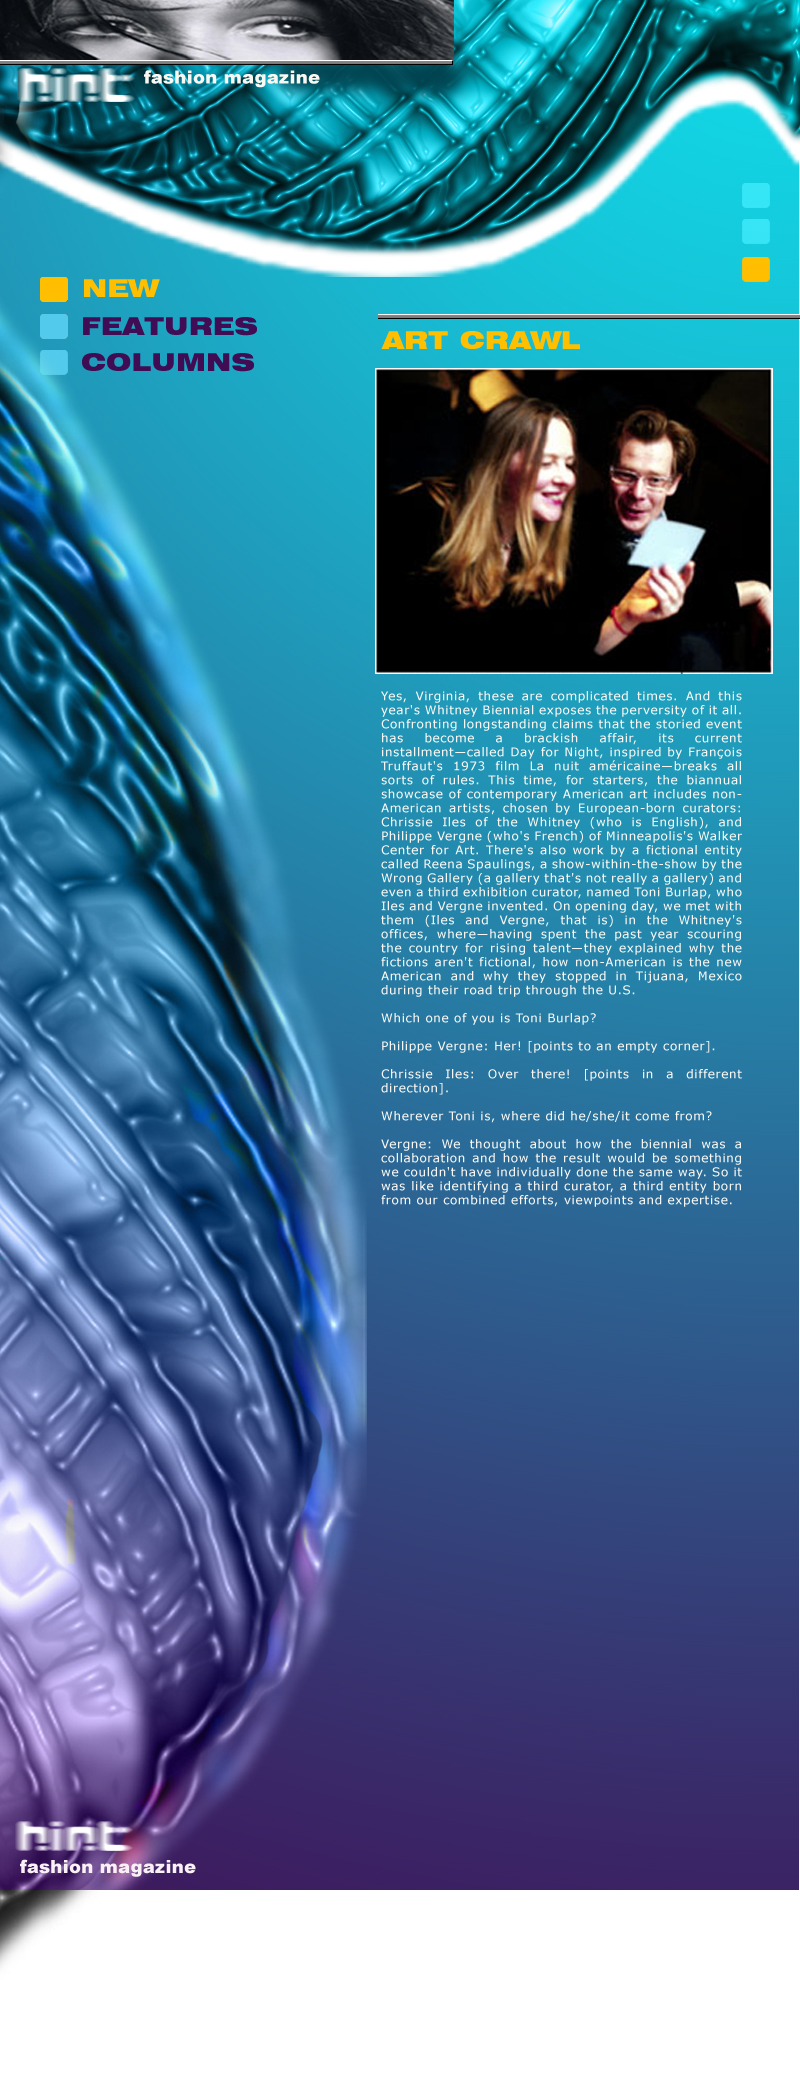 hint fashion magazine
NEW
FEATURES
COLUMNS
ART CRAWL
Yes, Virginia, these are complicated times. And this
year's Whitney Biennial exposes the perversity of it all.
Confronting longstanding claims that the storied event
has become a brackish affair, its current
installment—called Day for Night, inspired by François
Truffaut's 1973 film La nuit américaine—breaks all
sorts of rules. This time, for starters, the biannual
showcase of contemporary American art includes non-
American artists, chosen by European-born curators:
Chrissie Iles of the Whitney (who is English), and
Philippe Vergne (who's French) of Minneapolis's Walker
Center for Art. There's also work by a fictional entity
called Reena Spaulings, a show-within-the-show by the
Wrong Gallery (a gallery that's not really a gallery) and
even a third exhibition curator, named Toni Burlap, who
Iles and Vergne invented. On opening day, we met with
them (Iles and Vergne, that is) in the Whitney's
offices, where—having spent the past year scouring
the country for rising talent—they explained why the
fictions aren't fictional, how non-American is the new
American and why they stopped in Tijuana, Mexico
during their road trip through the U.S.
Which one of you is Toni Burlap?
Philippe Vergne: Her! [points to an empty corner].
Chrissie Iles: Over there! [points in a different
direction].
Wherever Toni is, where did he/she/it come from?
Vergne: We thought about how the biennial was a
collaboration and how the result would be something
we couldn't have individually done the same way. So it
was like identifying a third curator, a third entity born
from our combined efforts, viewpoints and expertise.
hint
fashion magazine